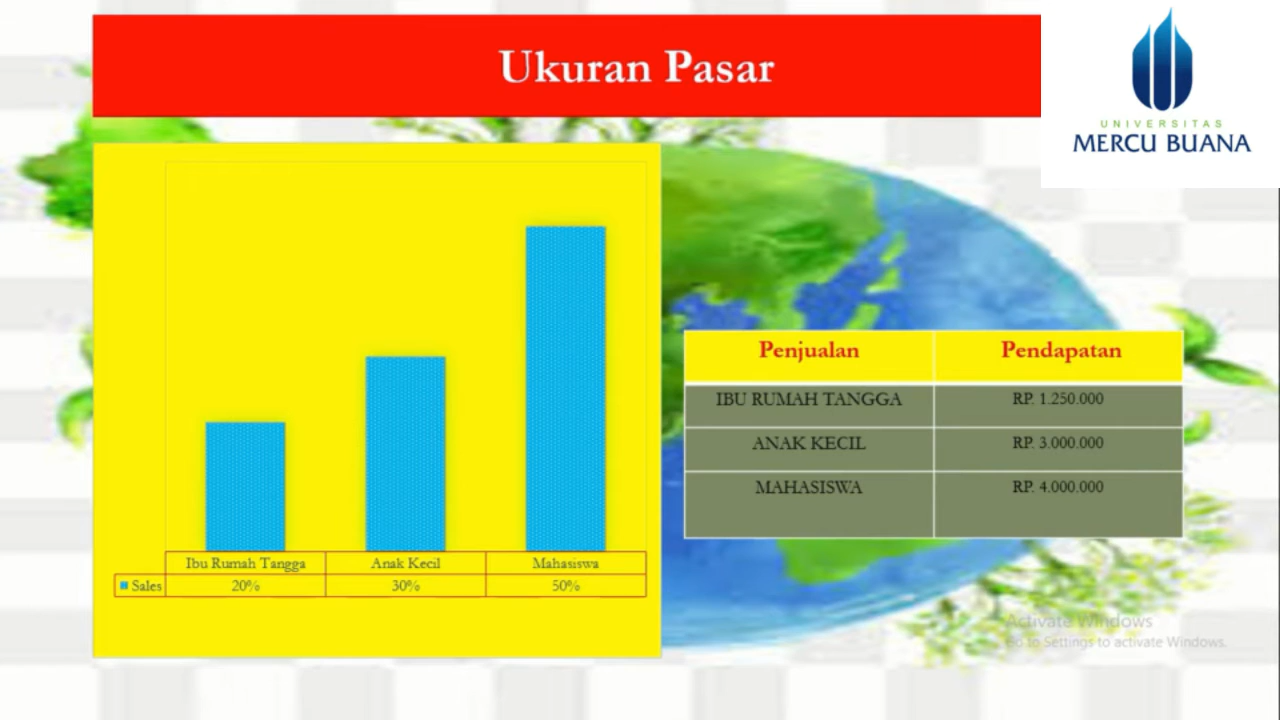 Ukuran Pasar
UNIVERSITAS
MERCU BUANA
Ibu Rumah Tangga Anak Kecil Mahasiswa
Sales 20% 30% 50%
Penjualan Pendapatan
IBU RUMAH TANGGA RP. 1.250.000
ANAK KECIL RP. 3.000.000
MAHASISWA RP. 4.000.000
Activate Windows
Go to Settings to activate Windows.